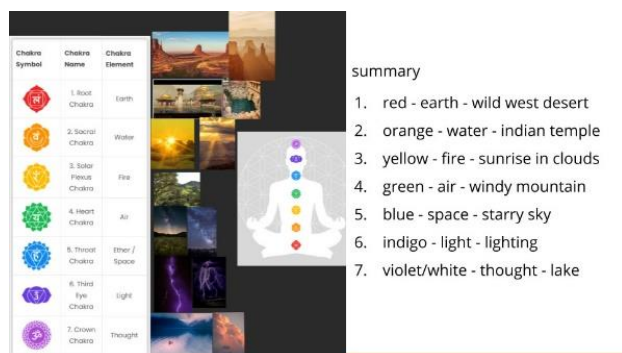 Chakra Symbol Chakra Name Chakra Element
1. Root Chakra Earth
2. Sacral Chakra Water
3. Solar Plexus Chakra Fire
4. Heart Chakra Air
5. Throat Chakra Ether / Space
6. Third Eye Chakra Light
7. Crown Chakra Thought
summary
1. red - earth - wild west desert
2. orange - water - indian temple
3. yellow - fire - sunrise in clouds
4. green - air - windy mountain
5. blue - space - starry sky
6. indigo - light - lighting
7. violet/white - thought - lake